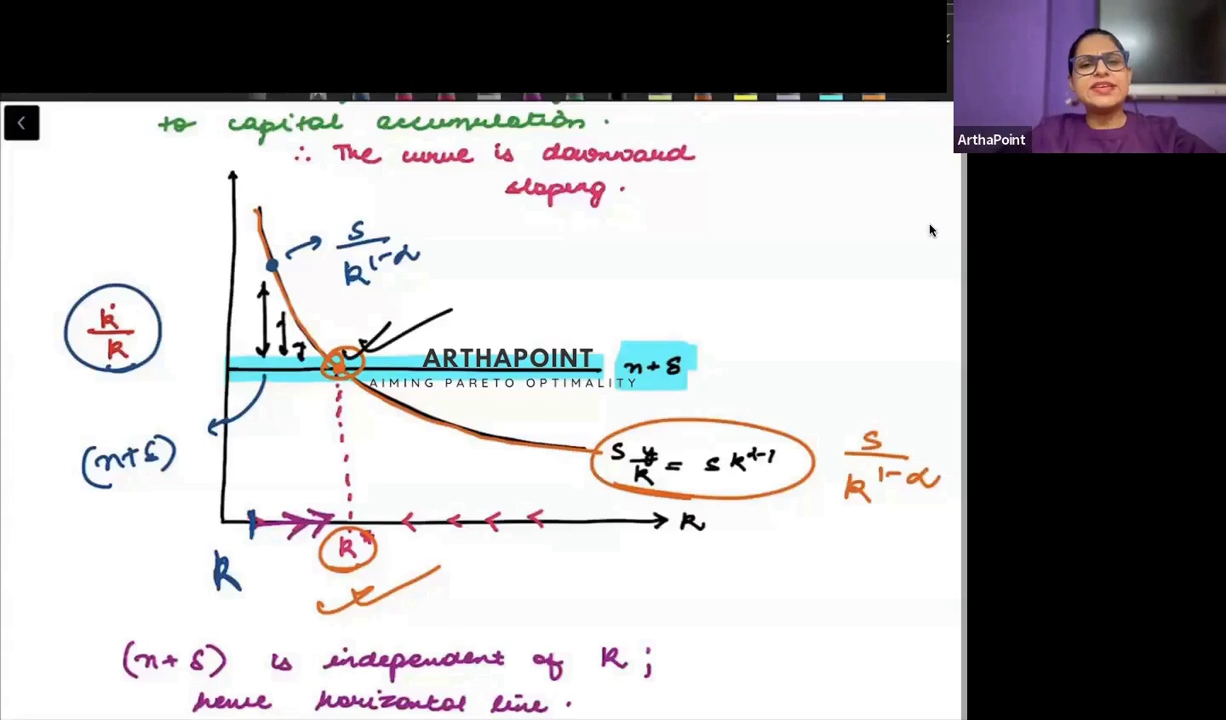 to capital accumulation.
∴ The curve is downward
sloping.
s/k^(1-α)
k̇/k
ARTHAPOINT
AIMING PARETO OPTIMALITY
n+δ
(n+δ)
s y/k = s k^(α-1)
s/k^(1-α)
k
k*
k
(n+δ) is independent of k ;
hence horizontal line.
ArthaPoint